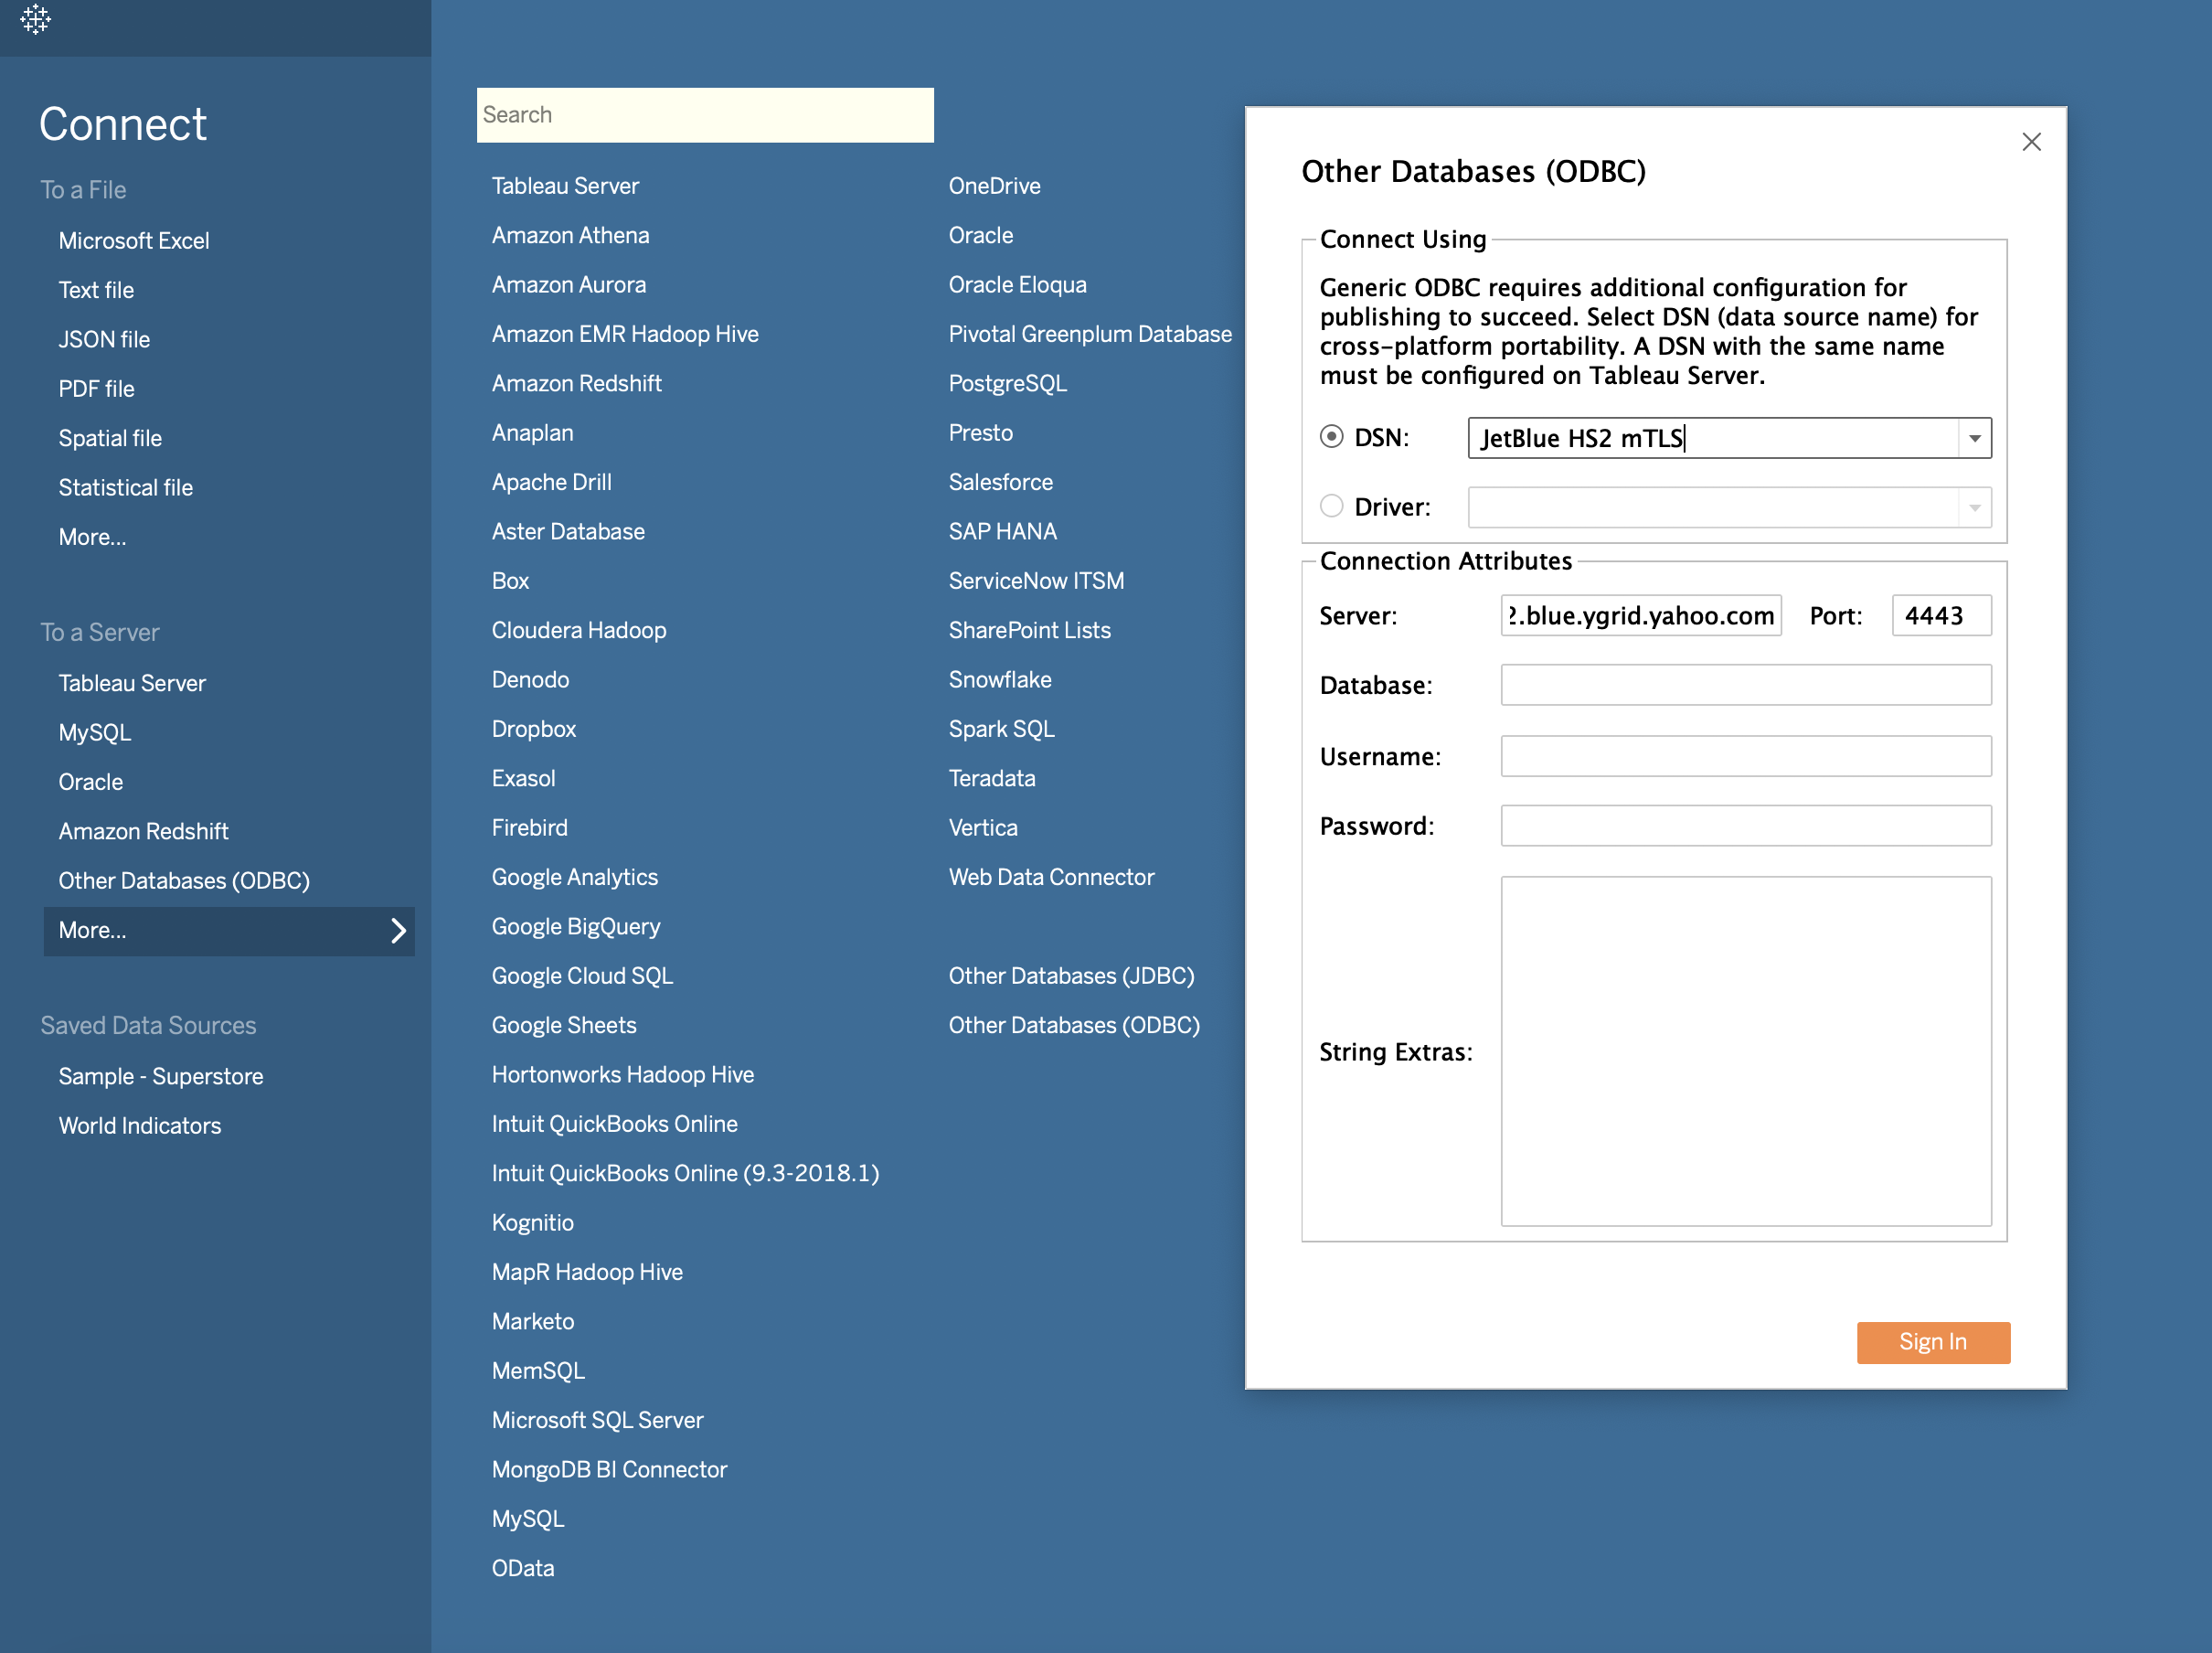 Connect
To a File
Microsoft Excel
Text file
JSON file
PDF file
Spatial file
Statistical file
More...
To a Server
Tableau Server
MySQL
Oracle
Amazon Redshift
Other Databases (ODBC)
More...
Saved Data Sources
Sample - Superstore
World Indicators
Search
Tableau Server
Amazon Athena
Amazon Aurora
Amazon EMR Hadoop Hive
Amazon Redshift
Anaplan
Apache Drill
Aster Database
Box
Cloudera Hadoop
Denodo
Dropbox
Exasol
Firebird
Google Analytics
Google BigQuery
Google Cloud SQL
Google Sheets
Hortonworks Hadoop Hive
Intuit QuickBooks Online
Intuit QuickBooks Online (9.3-2018.1)
Kognitio
MapR Hadoop Hive
Marketo
MemSQL
Microsoft SQL Server
MongoDB BI Connector
MySQL
OData
OneDrive
Oracle
Oracle Eloqua
Pivotal Greenplum Database
PostgreSQL
Presto
Salesforce
SAP HANA
ServiceNow ITSM
SharePoint Lists
Snowflake
Spark SQL
Teradata
Vertica
Web Data Connector
Other Databases (JDBC)
Other Databases (ODBC)
Other Databases (ODBC)
Connect Using
Generic ODBC requires additional configuration for
publishing to succeed. Select DSN (data source name) for
cross-platform portability. A DSN with the same name
must be configured on Tableau Server.
DSN: JetBlue HS2 mTLS
Driver:
Connection Attributes
Server: 2.blue.ygrid.yahoo.com Port: 4443
Database:
Username:
Password:
String Extras:
Sign In